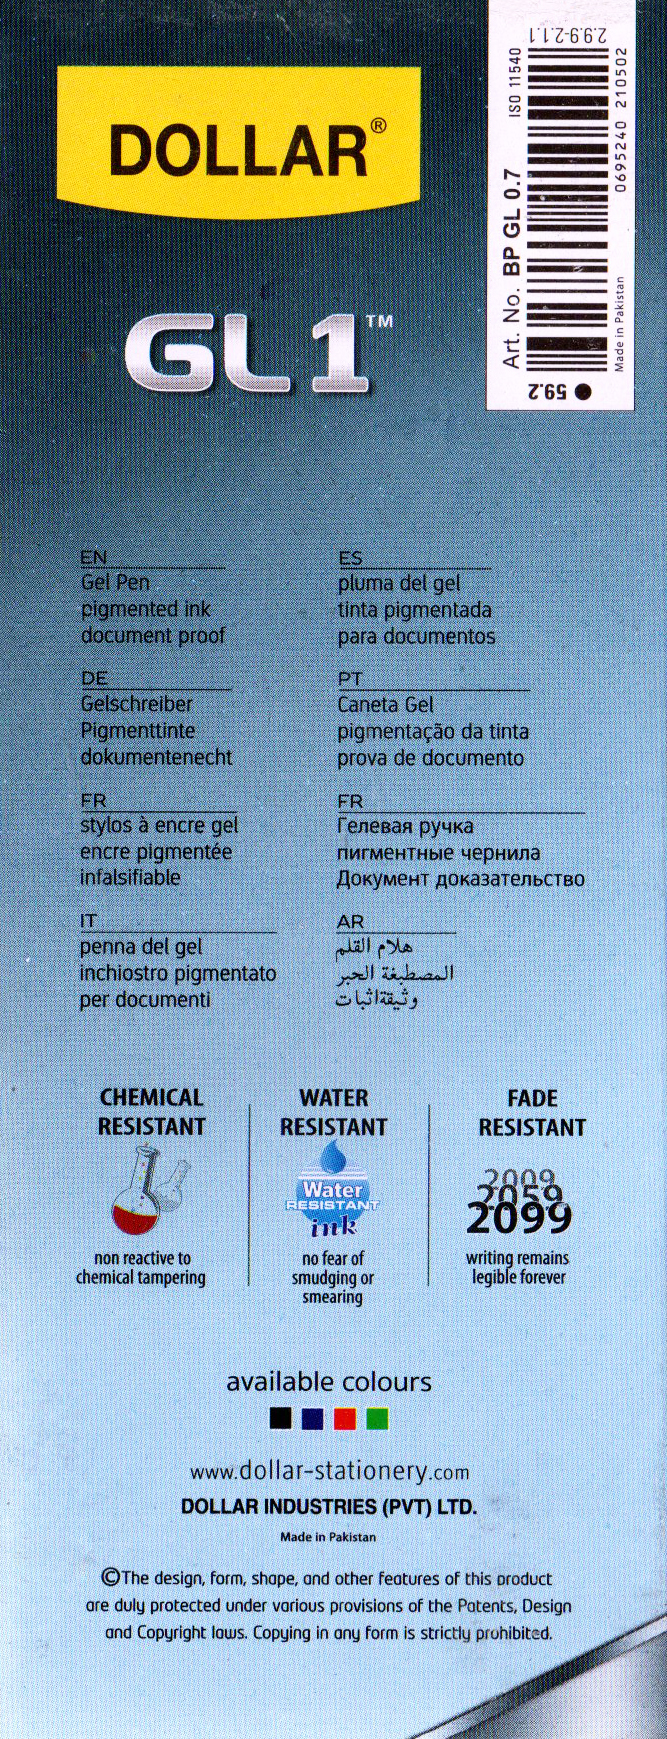 DOLLAR®
GL1™
2.9.9-2.1.1
ISO 11540
Art. No. BP GL 0.7
0695240 210502
Made in Pakistan
59.2 ●
EN
Gel Pen
pigmented ink
document proof
ES
pluma del gel
tinta pigmentada
para documentos
DE
Gelschreiber
Pigmenttinte
dokumentenecht
PT
Caneta Gel
pigmentação da tinta
prova de documento
FR
stylos à encre gel
encre pigmentée
infalsifiable
FR
Гелевая ручка
пигментные чернила
Документ доказательство
IT
penna del gel
inchiostro pigmentato
per documenti
AR
هلام القلم
المصطبغة الحبر
وثيقةاثبات
CHEMICAL
RESISTANT
non reactive to
chemical tampering
WATER
RESISTANT
Water
RESISTANT
ink
no fear of
smudging or
smearing
FADE
RESISTANT
2009
2059
2099
writing remains
legible forever
available colours
www.dollar-stationery.com
DOLLAR INDUSTRIES (PVT) LTD.
Made in Pakistan
©The design, form, shape, and other features of this product
are duly protected under various provisions of the Patents, Design
and Copyright laws. Copying in any form is strictly prohibited.